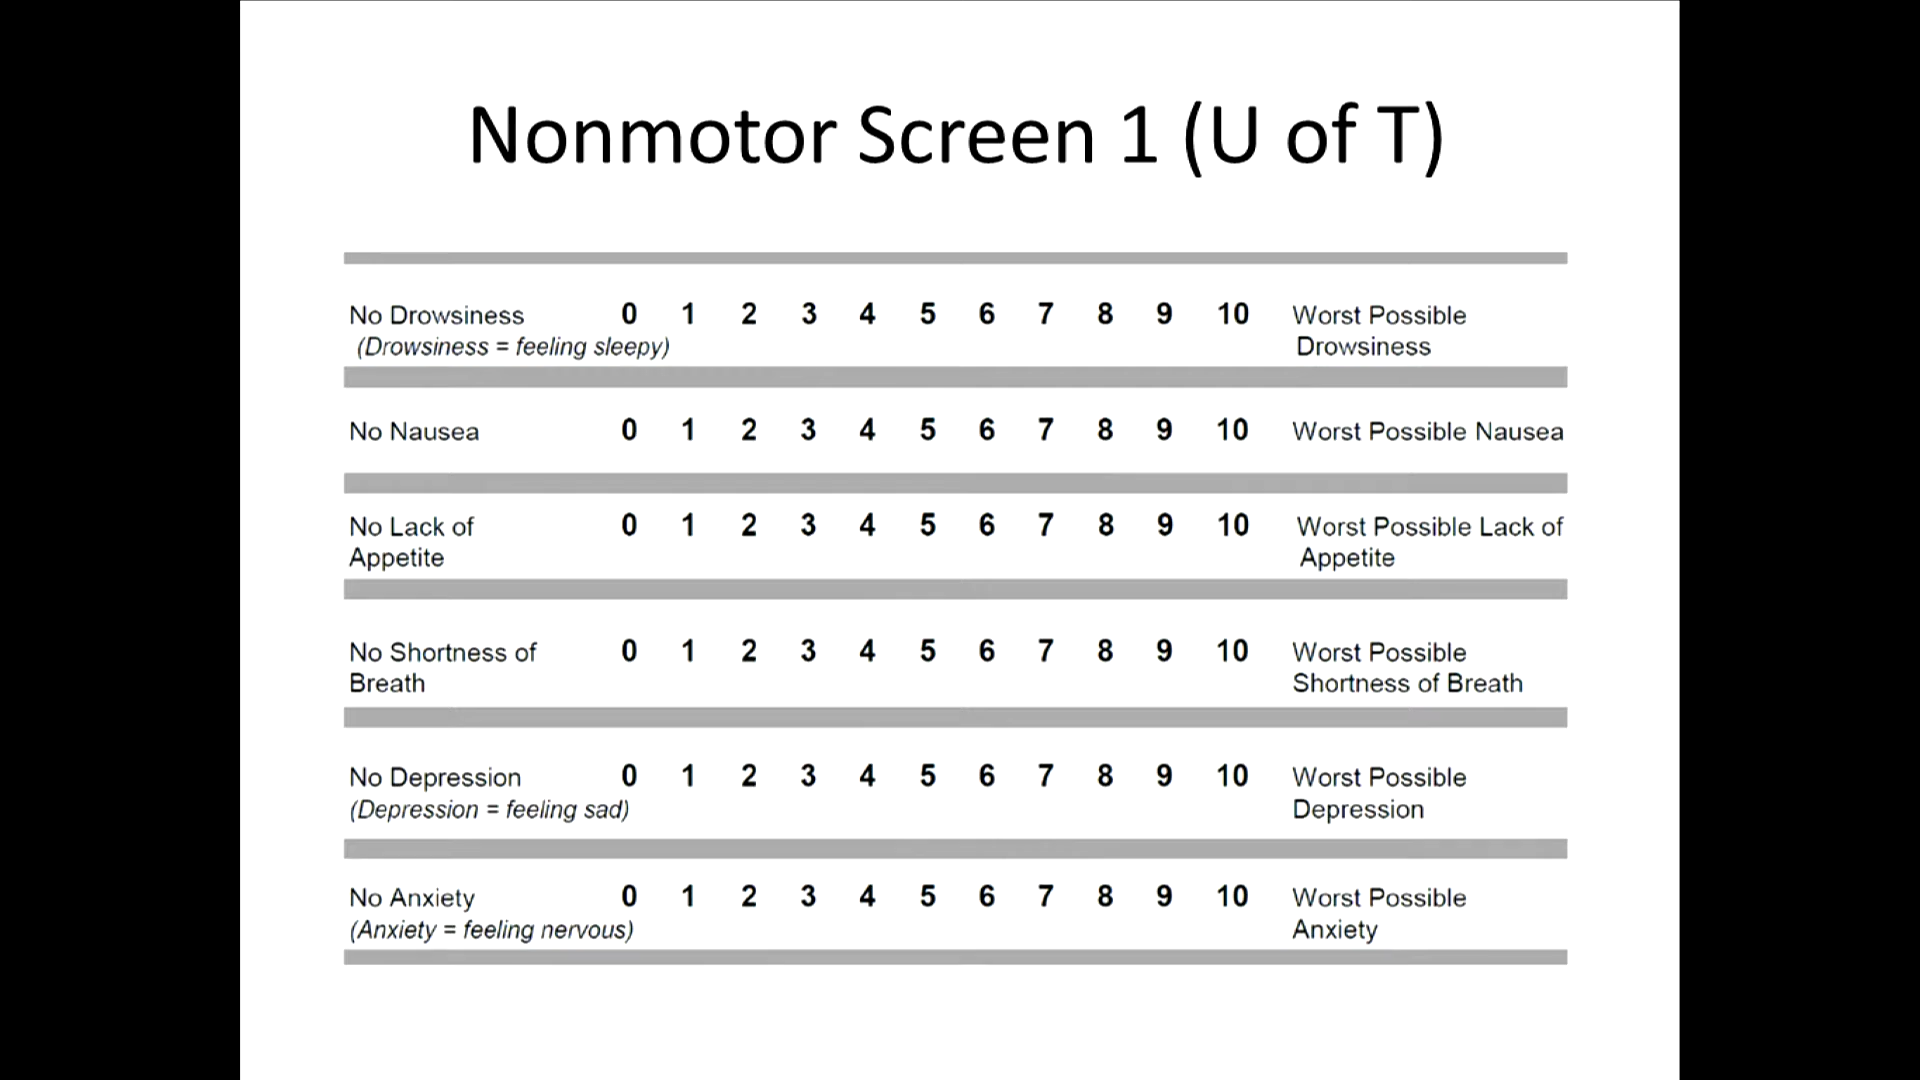 Nonmotor Screen 1 (U of T)
No Drowsiness 0 1 2 3 4 5 6 7 8 9 10 Worst Possible
(Drowsiness = feeling sleepy) Drowsiness
No Nausea 0 1 2 3 4 5 6 7 8 9 10 Worst Possible Nausea
No Lack of 0 1 2 3 4 5 6 7 8 9 10 Worst Possible Lack of
Appetite Appetite
No Shortness of 0 1 2 3 4 5 6 7 8 9 10 Worst Possible
Breath Shortness of Breath
No Depression 0 1 2 3 4 5 6 7 8 9 10 Worst Possible
(Depression = feeling sad) Depression
No Anxiety 0 1 2 3 4 5 6 7 8 9 10 Worst Possible
(Anxiety = feeling nervous) Anxiety